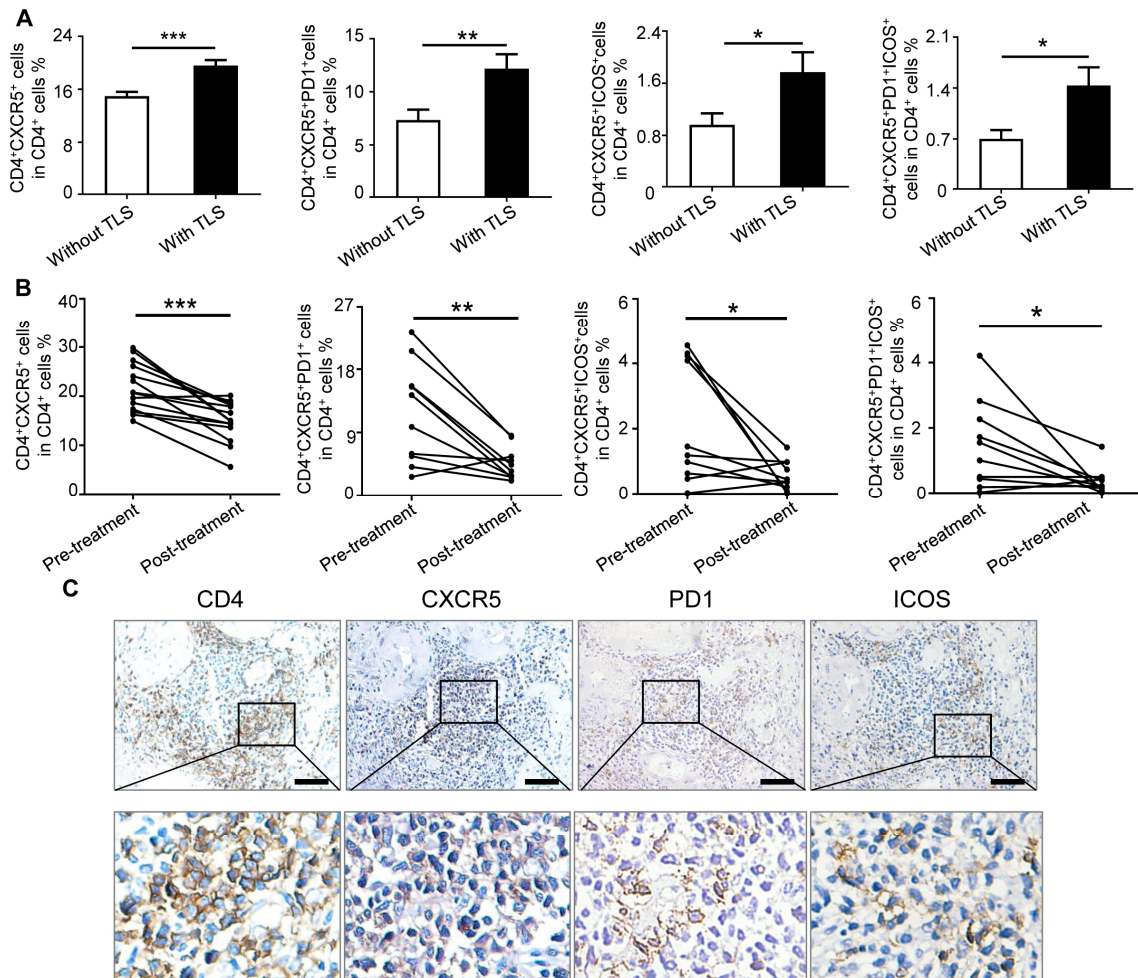 A
CD4+CXCR5+ cells
in CD4+ cells %
24
16
8
0
***
Without TLS
With TLS
CD4+CXCR5+PD1+cells
in CD4+ cells %
15
10
5
0
**
Without TLS
With TLS
CD4+CXCR5+ICOS+cells
in CD4+ cells %
2.4
1.6
0.8
0
*
Without TLS
With TLS
CD4+CXCR5+PD1+ICOS+
cells in CD4+ cells %
2.1
1.4
0.7
0
*
Without TLS
With TLS
B
CD4+CXCR5+ cells
in CD4+ cells %
40
30
20
10
0
***
Pre-treatment
Post-treatment
CD4+CXCR5+PD1+ cells
in CD4+ cells %
27
18
9
0
**
Pre-treatment
Post-treatment
CD4+CXCR5+ICOS+cells
in CD4+ cells %
6
4
2
0
*
Pre-treatment
Post-treatment
CD4+CXCR5+PD1+ICOS+
cells in CD4+ cells %
6
4
2
0
*
Pre-treatment
Post-treatment
C
CD4
CXCR5
PD1
ICOS